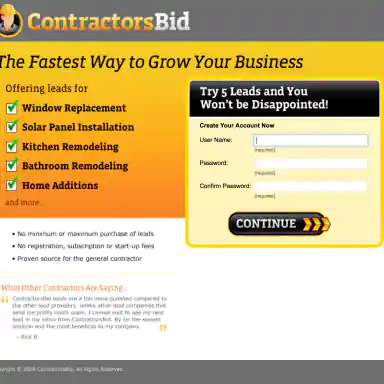 ContractorsBid
The Fastest Way to Grow Your Business
Offering leads for
Window Replacement
Solar Panel Installation
Kitchen Remodeling
Bathroom Remodeling
Home Additions
and more...
Try 5 Leads and You
Won't be Disappointed!
Create Your Account Now
User Name:
(required)
Password:
(required)
Confirm Password:
(required)
CONTINUE
• No minimum or maximum purchase of leads
• No registration, subscription or start-up fees
• Proven source for the general contractor
What Other Contractors Are Saying...
“ ContractorsBid leads are a ton more qualified compared to
the other lead providers. Unlike other lead companies that
send me pretty much spam, I cannot wait to see my next
lead in my inbox from ContractorsBid. By far the easiest
solution and the most beneficial to my company. ”
- Rick B.
pyright © 2009 ContractorsBid, All Rights Reserved.